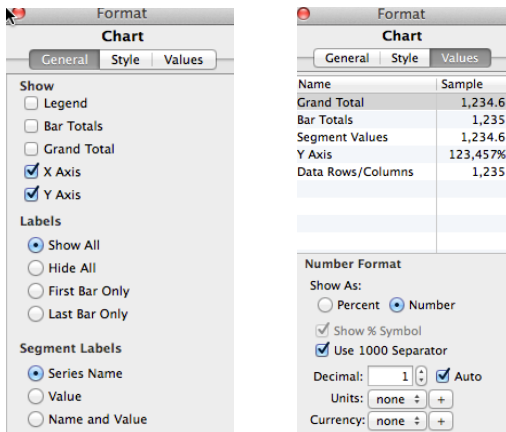 Format
Chart
General Style Values
Show
Legend
Bar Totals
Grand Total
X Axis
Y Axis
Labels
Show All
Hide All
First Bar Only
Last Bar Only
Segment Labels
Series Name
Value
Name and Value
Format
Chart
General Style Values
Name Sample
Grand Total 1,234.6
Bar Totals 1,235
Segment Values 1,234.6
Y Axis 123,457%
Data Rows/Columns 1,235
Number Format
Show As:
Percent Number
Show % Symbol
Use 1000 Separator
Decimal: 1 Auto
Units: none +
Currency: none +